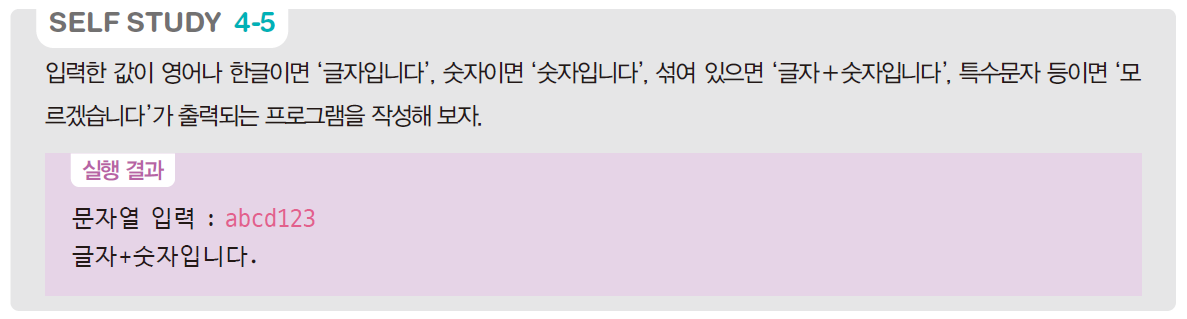 SELF STUDY 4-5
입력한 값이 영어나 한글이면 ‘글자입니다’, 숫자이면 ‘숫자입니다’, 섞여 있으면 ‘글자+숫자입니다’, 특수문자 등이면 ‘모
르겠습니다’가 출력되는 프로그램을 작성해 보자.
실행 결과
문자열 입력 : abcd123
글자+숫자입니다.